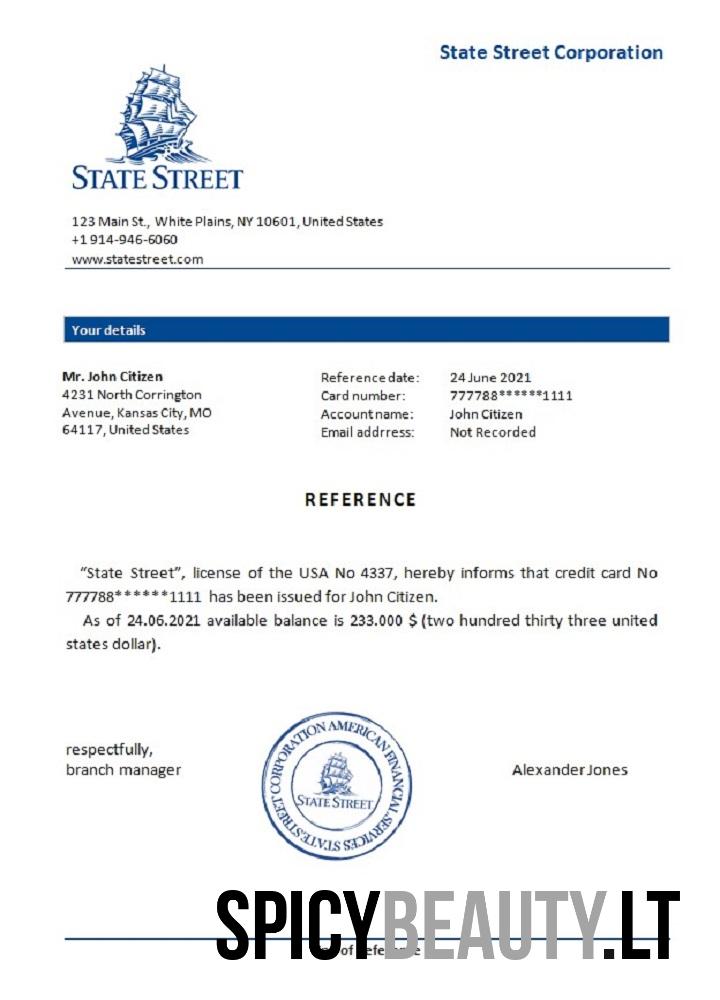 State Street Corporation
STATE STREET
123 Main St., White Plains, NY 10601, United States
+1 914-946-6060
www.statestreet.com
Your details
Mr. John Citizen
4231 North Corrington
Avenue, Kansas City, MO
64117, United States
Reference date: 24 June 2021
Card number: 777788******1111
Account name: John Citizen
Email addrress: Not Recorded
REFERENCE
“State Street”, license of the USA No 4337, hereby informs that credit card No
777788******1111 has been issued for John Citizen.
As of 24.06.2021 available balance is 233.000 $ (two hundred thirty three united
states dollar).
respectfully,
branch manager
STATE STREET CORPORATION AMERICAN FINANCIAL SERVICES
STATE STREET
Alexander Jones
SPICYBEAUTY.LT
of